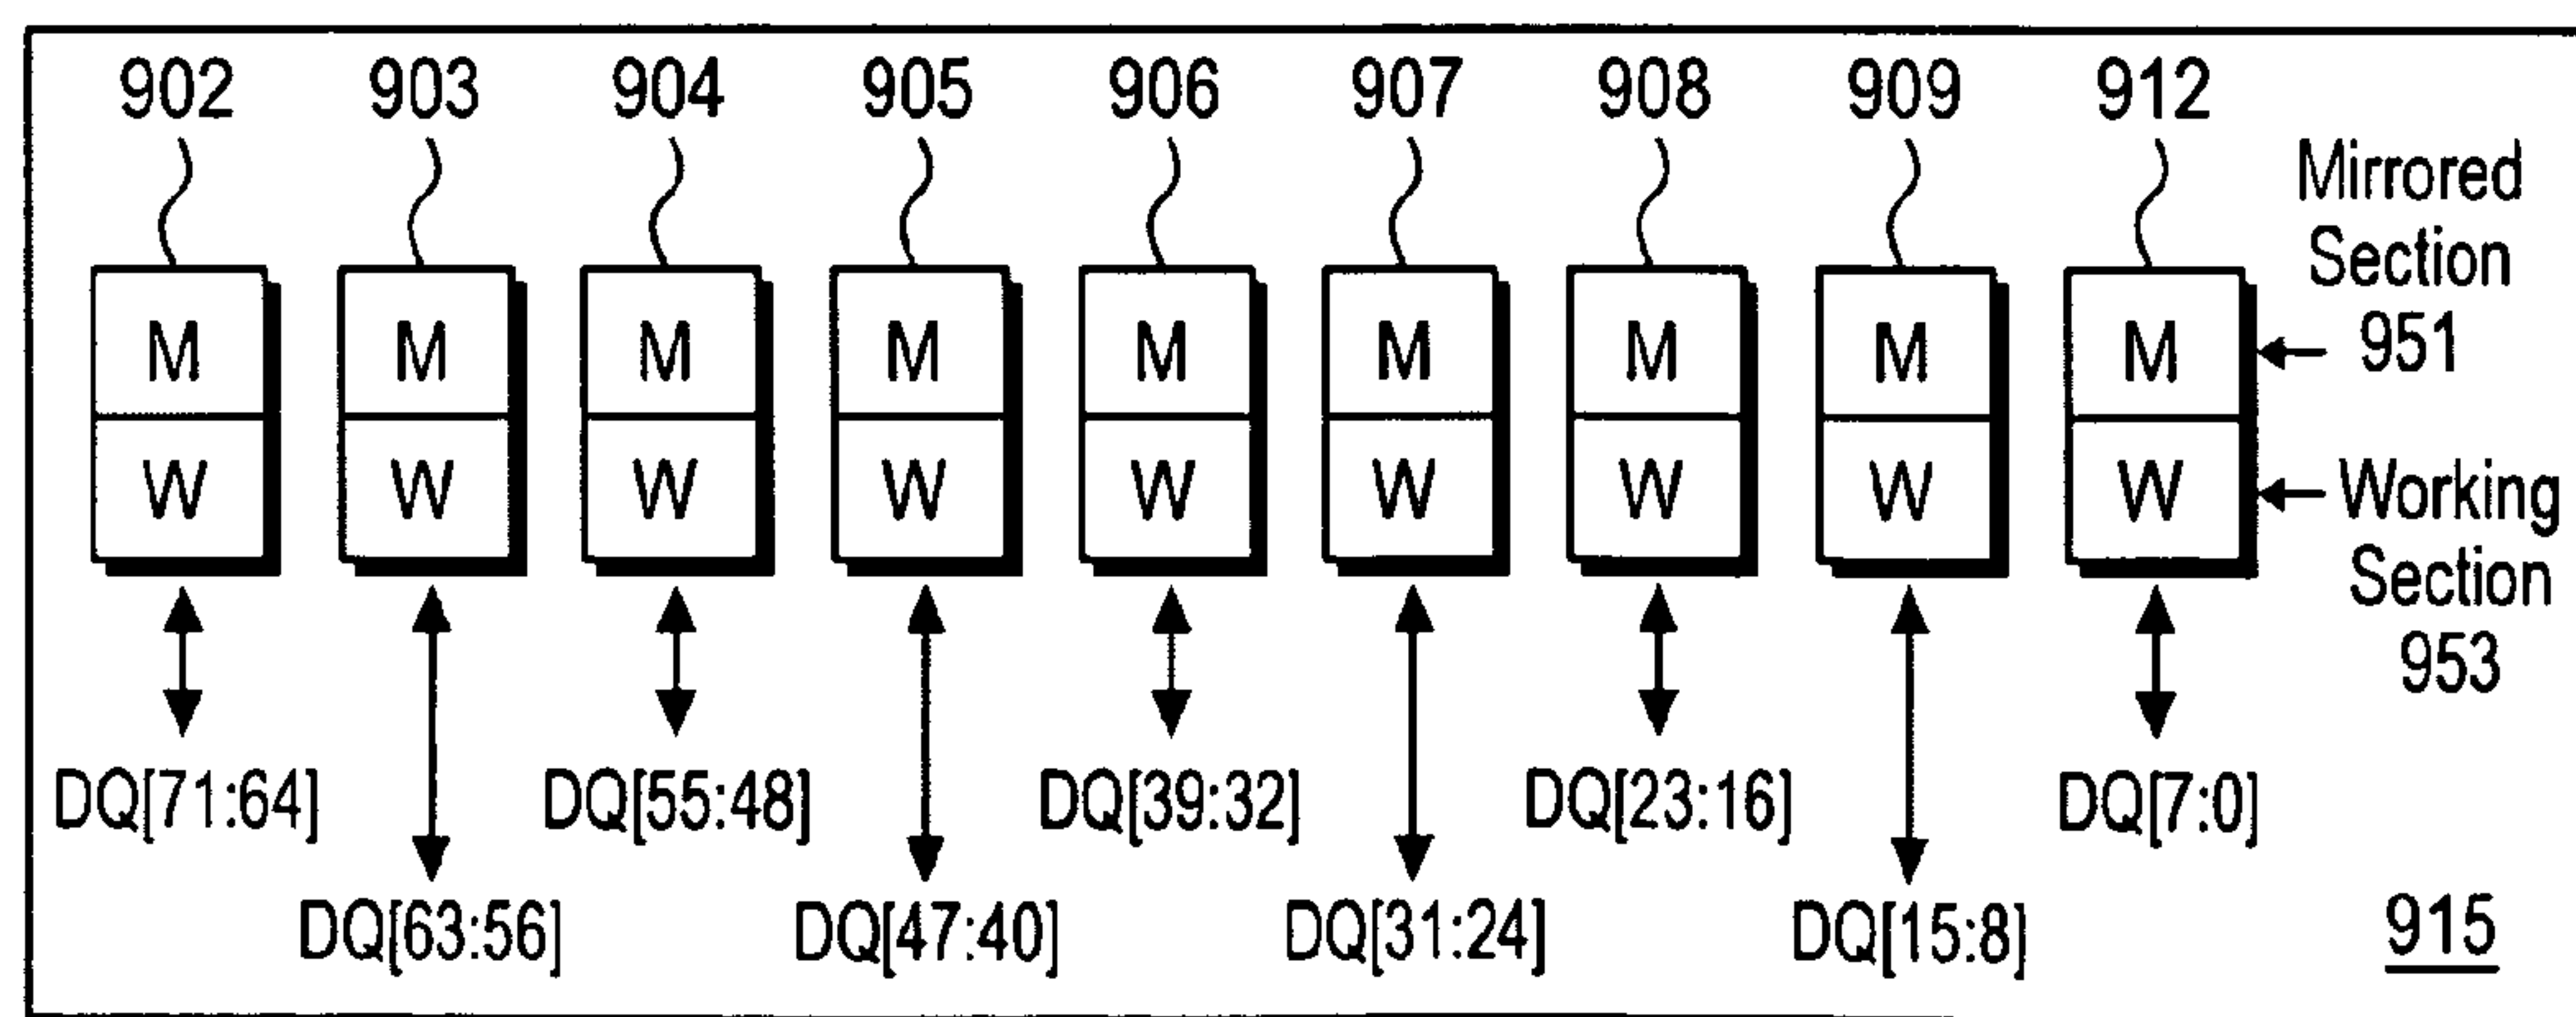 902 903 904 905 906 907 908 909 912
Mirrored
Section
951
M M M M M M M M M
W W W W W W W W W
Working
Section
953
DQ[71:64] DQ[55:48] DQ[39:32] DQ[23:16] DQ[7:0]
DQ[63:56] DQ[47:40] DQ[31:24] DQ[15:8]
915